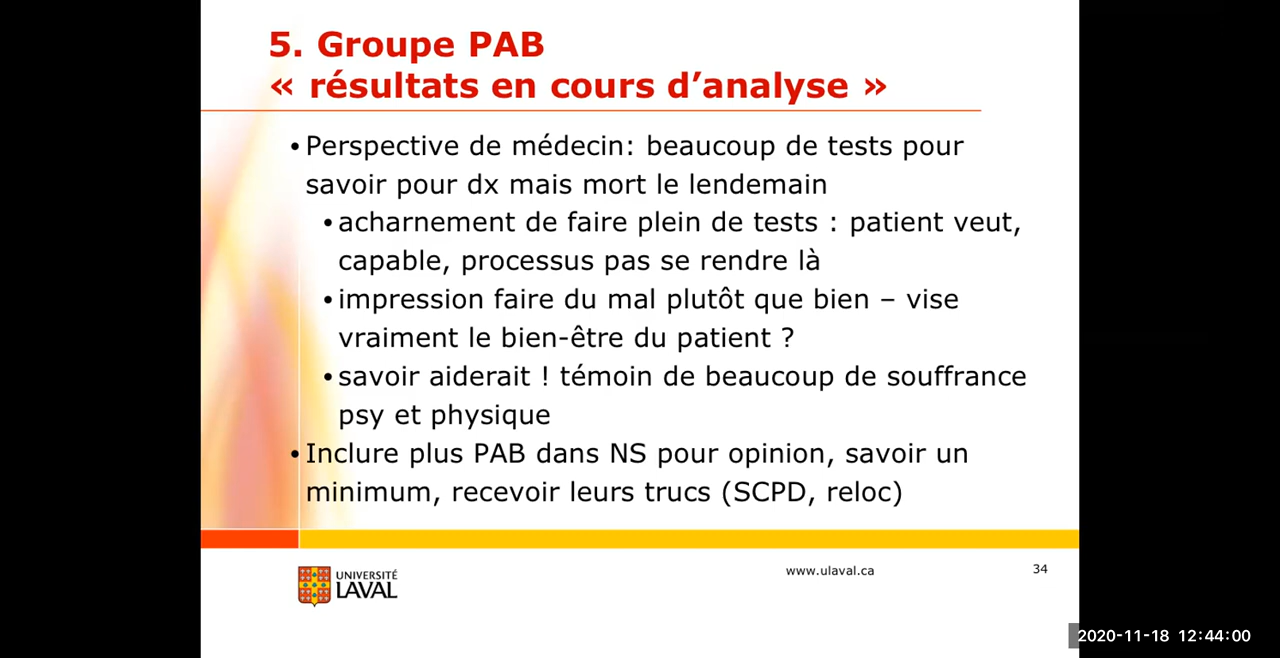 5. Groupe PAB
« résultats en cours d’analyse »
• Perspective de médecin: beaucoup de tests pour
savoir pour dx mais mort le lendemain
• acharnement de faire plein de tests : patient veut,
capable, processus pas se rendre là
• impression faire du mal plutôt que bien – vise
vraiment le bien-être du patient ?
• savoir aiderait ! témoin de beaucoup de souffrance
psy et physique
• Inclure plus PAB dans NS pour opinion, savoir un
minimum, recevoir leurs trucs (SCPD, reloc)
UNIVERSITÉ
LAVAL
www.ulaval.ca
34
2020-11-18 12:44:00